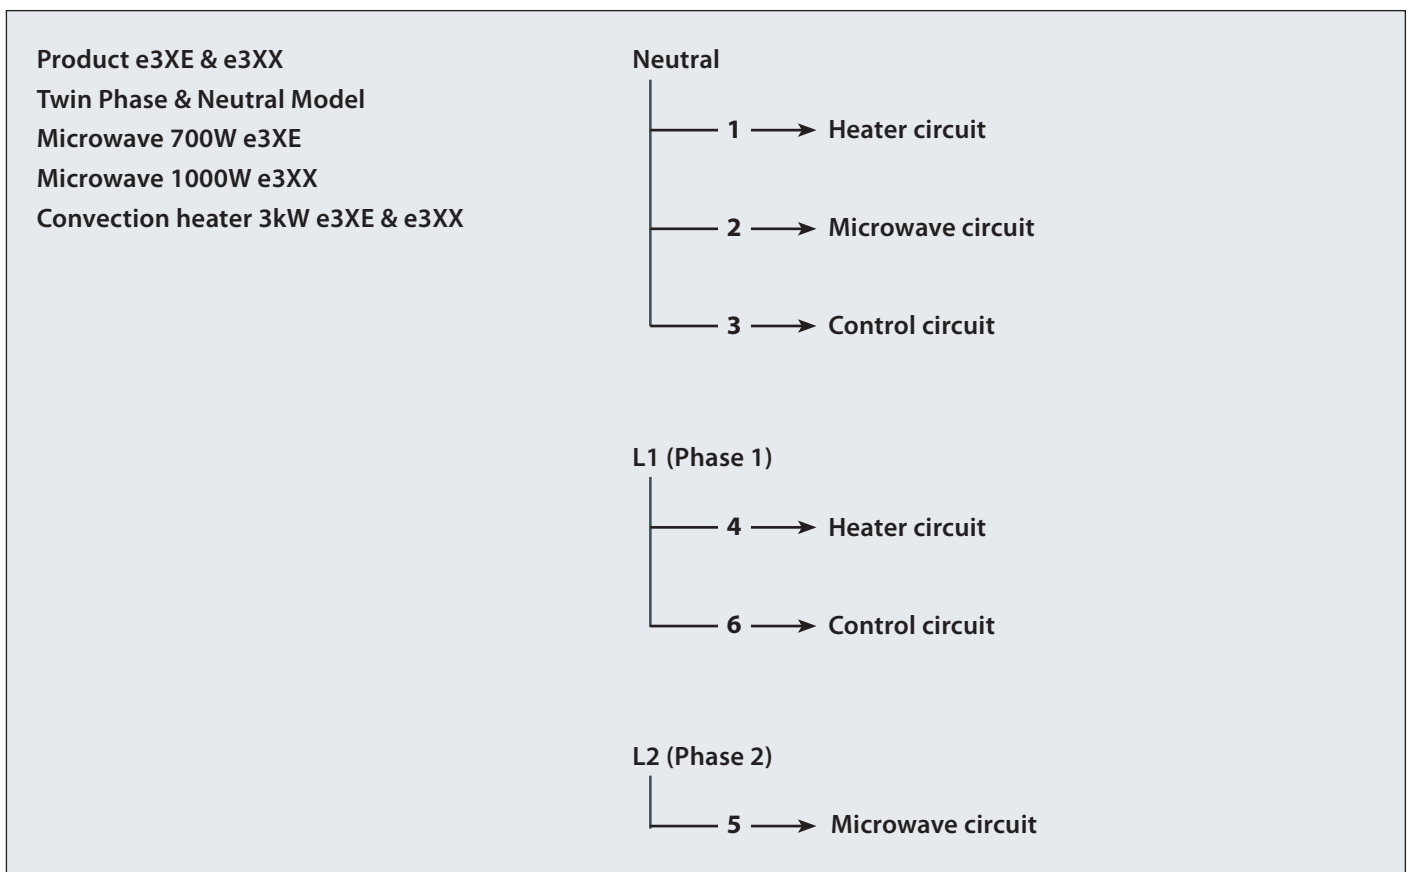 Product e3XE & e3XX
Twin Phase & Neutral Model
Microwave 700W e3XE
Microwave 1000W e3XX
Convection heater 3kW e3XE & e3XX
Neutral
1 Heater circuit
2 Microwave circuit
3 Control circuit
L1 (Phase 1)
4 Heater circuit
6 Control circuit
L2 (Phase 2)
5 Microwave circuit